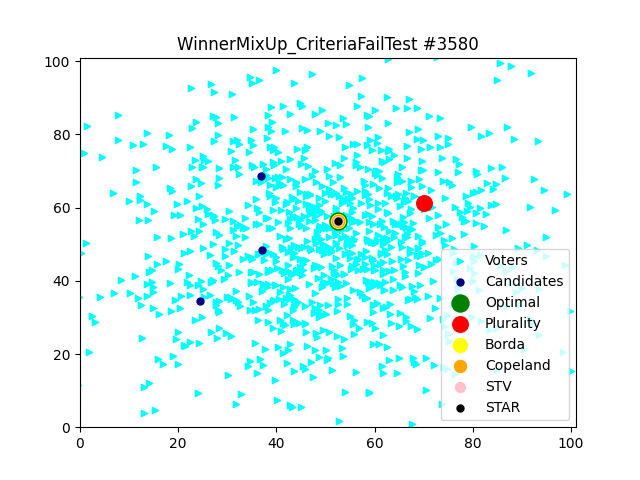 WinnerMixUp_CriteriaFailTest #3580
100
80
60
40
20
0
0 20 40 60 80 100
Voters
Candidates
Optimal
Plurality
Borda
Copeland
STV
STAR